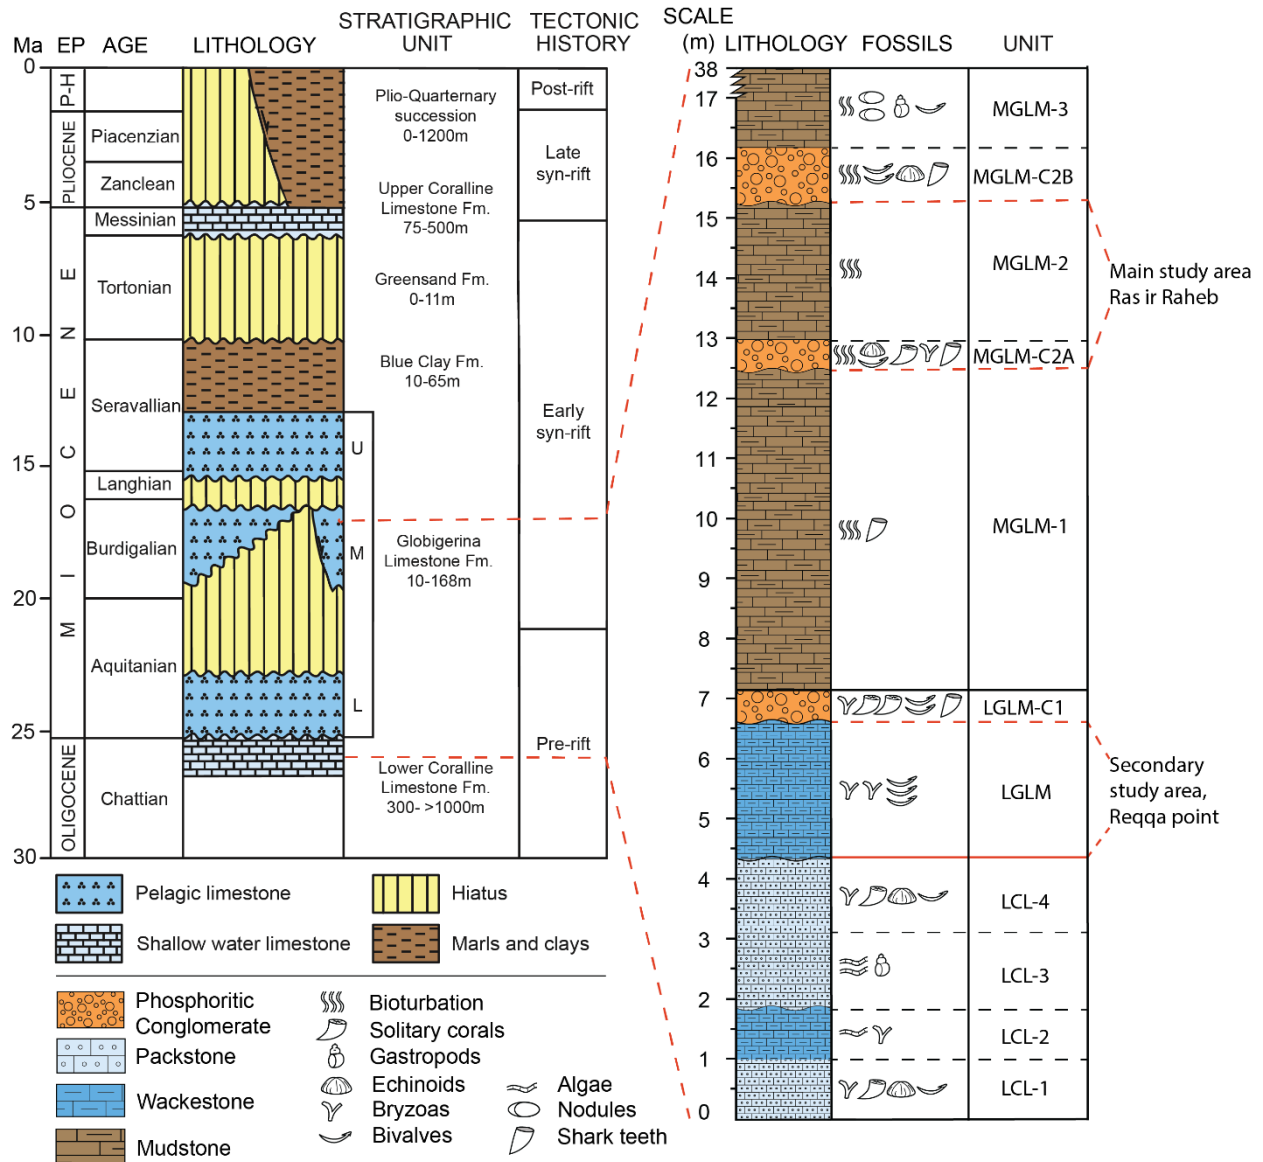 STRATIGRAPHIC UNIT
TECTONIC HISTORY
Ma EP AGE LITHOLOGY
0
5
10
15
20
25
30
P-H
PLIOCENE
MIOCENE
OLIGOCENE
Piacenzian
Zanclean
Messinian
Tortonian
Seravallian
Langhian
Burdigalian
Aquitanian
Chattian
U
M
L
Plio-Quarternary
succession
0-1200m
Upper Coralline
Limestone Fm.
75-500m
Greensand Fm.
0-11m
Blue Clay Fm.
10-65m
Globigerina
Limestone Fm.
10-168m
Lower Coralline
Limestone Fm.
300- >1000m
Post-rift
Late
syn-rift
Early
syn-rift
Pre-rift
SCALE
(m) LITHOLOGY FOSSILS UNIT
38
17
16
15
14
13
12
11
10
9
8
7
6
5
4
3
2
1
0
MGLM-3
MGLM-C2B
MGLM-2
MGLM-C2A
MGLM-1
LGLM-C1
LGLM
LCL-4
LCL-3
LCL-2
LCL-1
Main study area
Ras ir Raheb
Secondary
study area,
Reqqa point
Pelagic limestone
Hiatus
Shallow water limestone
Marls and clays
Phosphoritic
Conglomerate
Packstone
Wackestone
Mudstone
Bioturbation
Solitary corals
Gastropods
Echinoids
Bryzoas
Bivalves
Algae
Nodules
Shark teeth